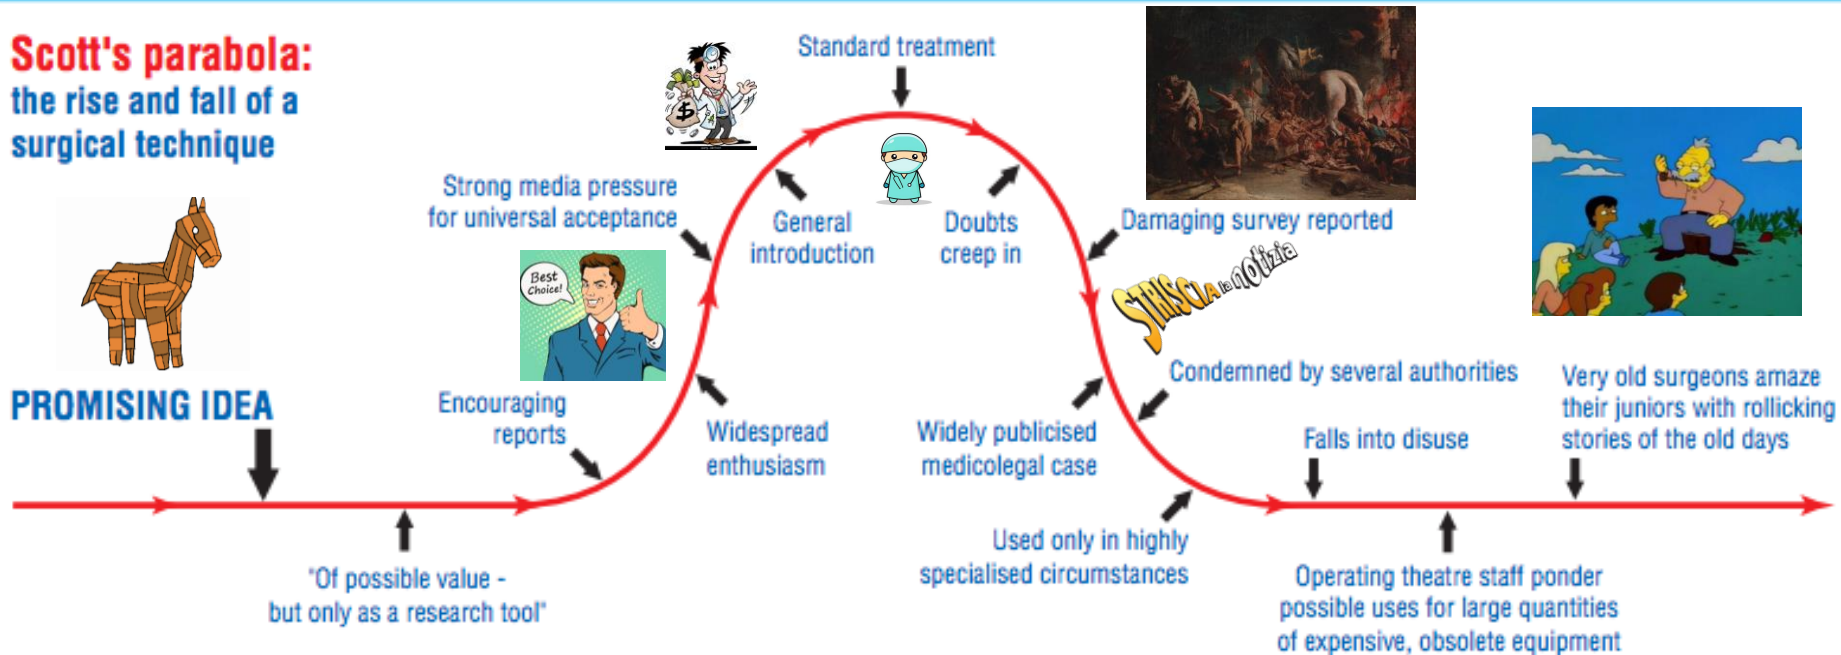 Scott's parabola:
the rise and fall of a
surgical technique
PROMISING IDEA
"Of possible value -
but only as a research tool"
Encouraging
reports
Best
Choice!
Widespread
enthusiasm
Strong media pressure
for universal acceptance
$
General
introduction
Standard treatment
Doubts
creep in
Damaging survey reported
STRISCIA la notizia
Widely publicised
medicolegal case
Condemned by several authorities
Used only in highly
specialised circumstances
Falls into disuse
Operating theatre staff ponder
possible uses for large quantities
of expensive, obsolete equipment
Very old surgeons amaze
their juniors with rollicking
stories of the old days